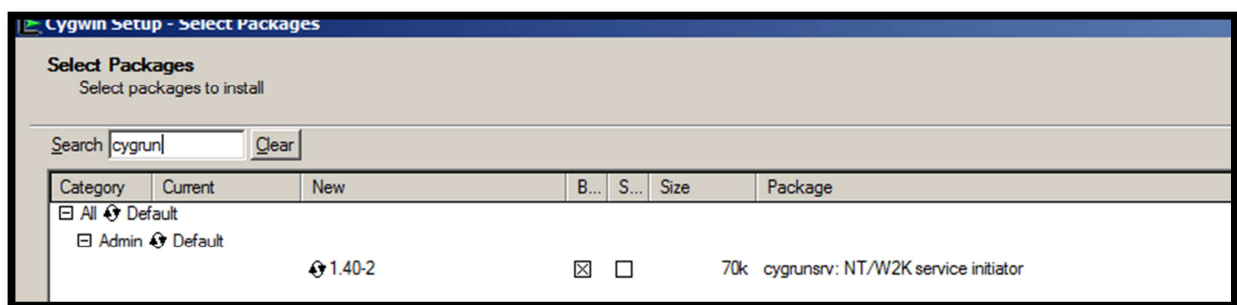 Cygwin Setup - Select Packages
Select Packages
Select packages to install
Search cygrun Clear
Category Current New B... S... Size Package
All Default
Admin Default
1.40-2 70k cygrunsrv: NT/W2K service initiator